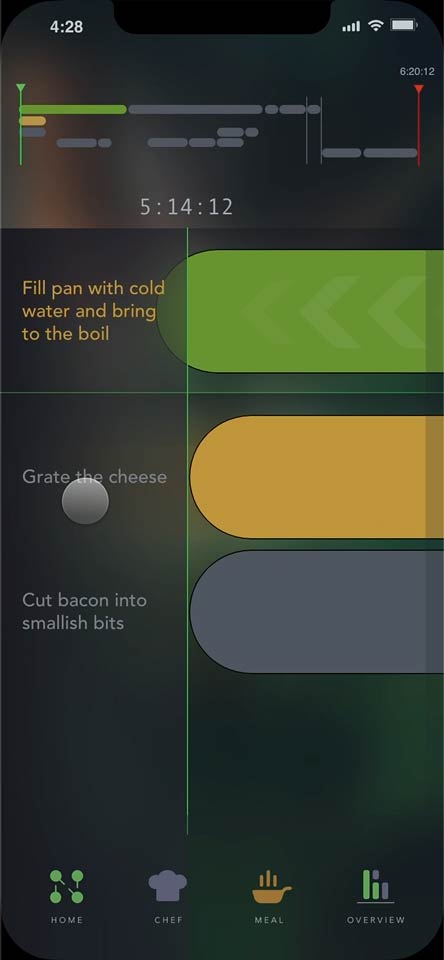 4:28
6:20:12
5:14:12
Fill pan with cold
water and bring
to the boil
Grate the cheese
Cut bacon into
smallish bits
HOME
CHEF
MEAL
OVERVIEW